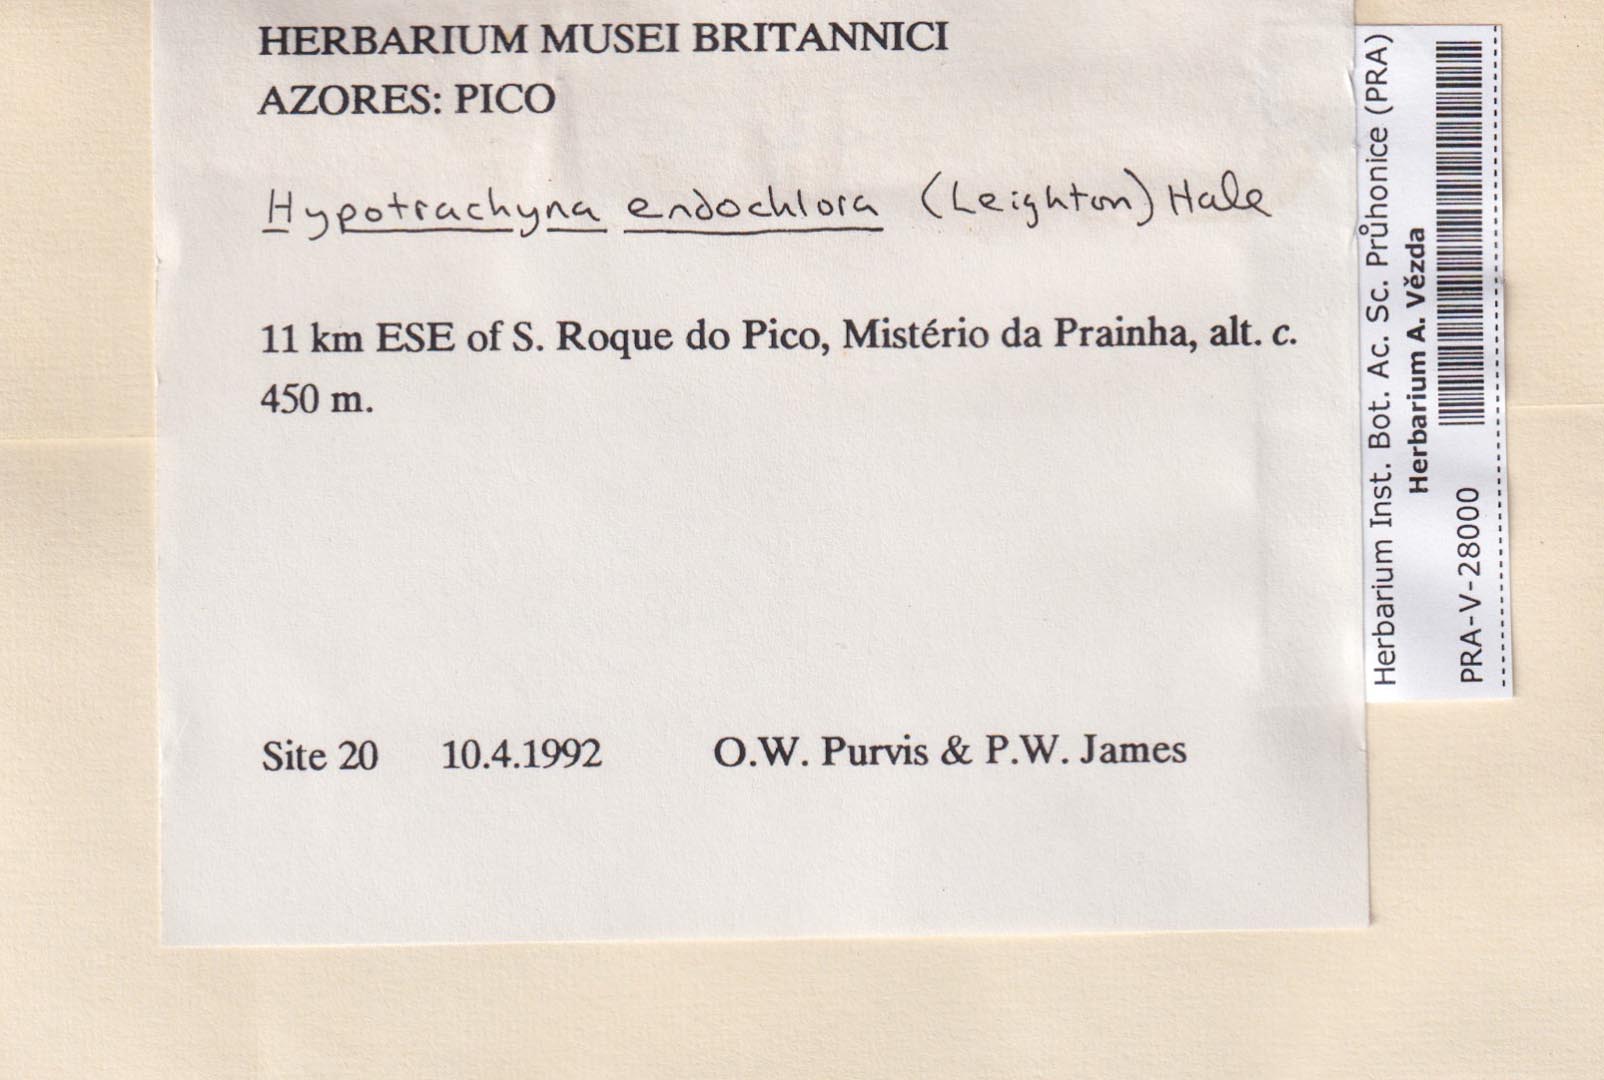 HERBARIUM MUSEI BRITANNICI
AZORES: PICO
Hypotrachyna endochlora (Leighton) Hale
11 km ESE of S. Roque do Pico, Mistério da Prainha, alt. c.
450 m.
Site 20 10.4.1992 O.W. Purvis & P.W. James
Herbarium Inst. Bot. Ac. Sc. Průhonice (PRA)
Herbarium A. Vězda
PRA-V-28000